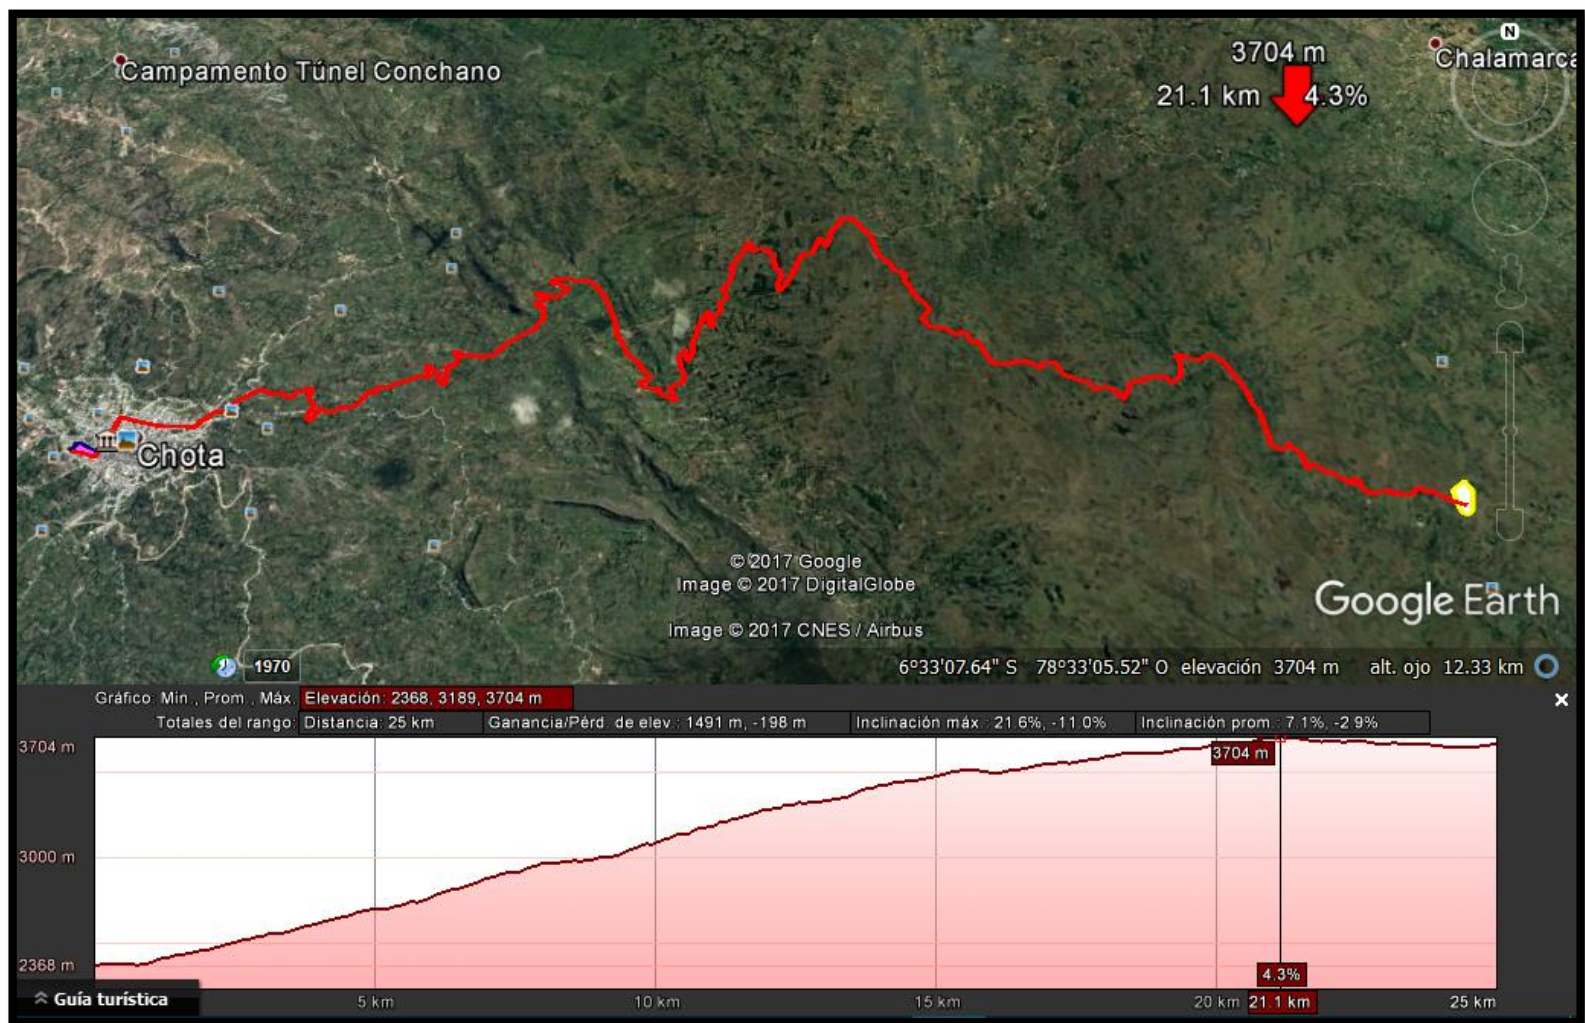 N
3704 m
Chalamarca
Campamento Túnel Conchano
21.1 km 4.3%
Chota
© 2017 Google
Image © 2017 DigitalGlobe
Google Earth
Image © 2017 CNES / Airbus
1970
6°33'07.64" S 78°33'05.52" O elevación 3704 m alt. ojo 12.33 km
Gráfico: Min., Prom., Máx. Elevación: 2368, 3189, 3704 m
Totales del rango: Distancia: 25 km Ganancia/Pérd. de elev.: 1491 m, -198 m Inclinación máx.: 21.6%, -11.0% Inclinación prom.: 7.1%, -2.9%
3704 m
3704 m
3000 m
2368 m
4.3%
Guía turística
5 km 10 km 15 km 20 km 21.1 km 25 km